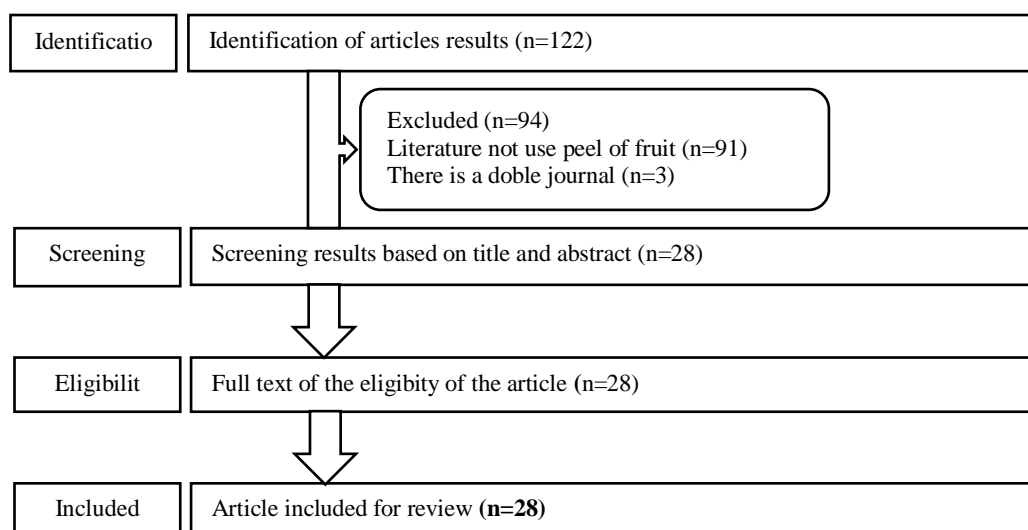 Identificatio
Identification of articles results (n=122)
Excluded (n=94)
Literature not use peel of fruit (n=91)
There is a doble journal (n=3)
Screening
Screening results based on title and abstract (n=28)
Eligibilit
Full text of the eligibity of the article (n=28)
Included
Article included for review (n=28)